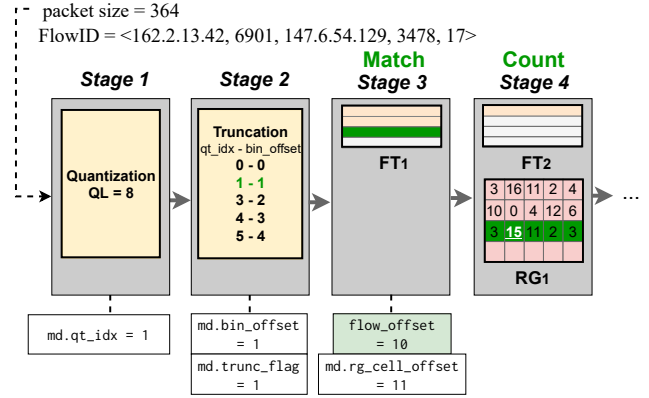 packet size = 364
FlowID = <162.2.13.42, 6901, 147.6.54.129, 3478, 17>
Match
Count
Stage 1
Stage 2
Stage 3
Stage 4
Quantization
QL = 8
Truncation
qt_idx - bin_offset
0 - 0
1 - 1
3 - 2
4 - 3
5 - 4
FT1
FT2
3 16 11 2 4
10 0 4 12 6
3 15 11 2 3
RG1
...
md.qt_idx = 1
md.bin_offset
= 1
md.trunc_flag
= 1
flow_offset
= 10
md.rg_cell_offset
= 11